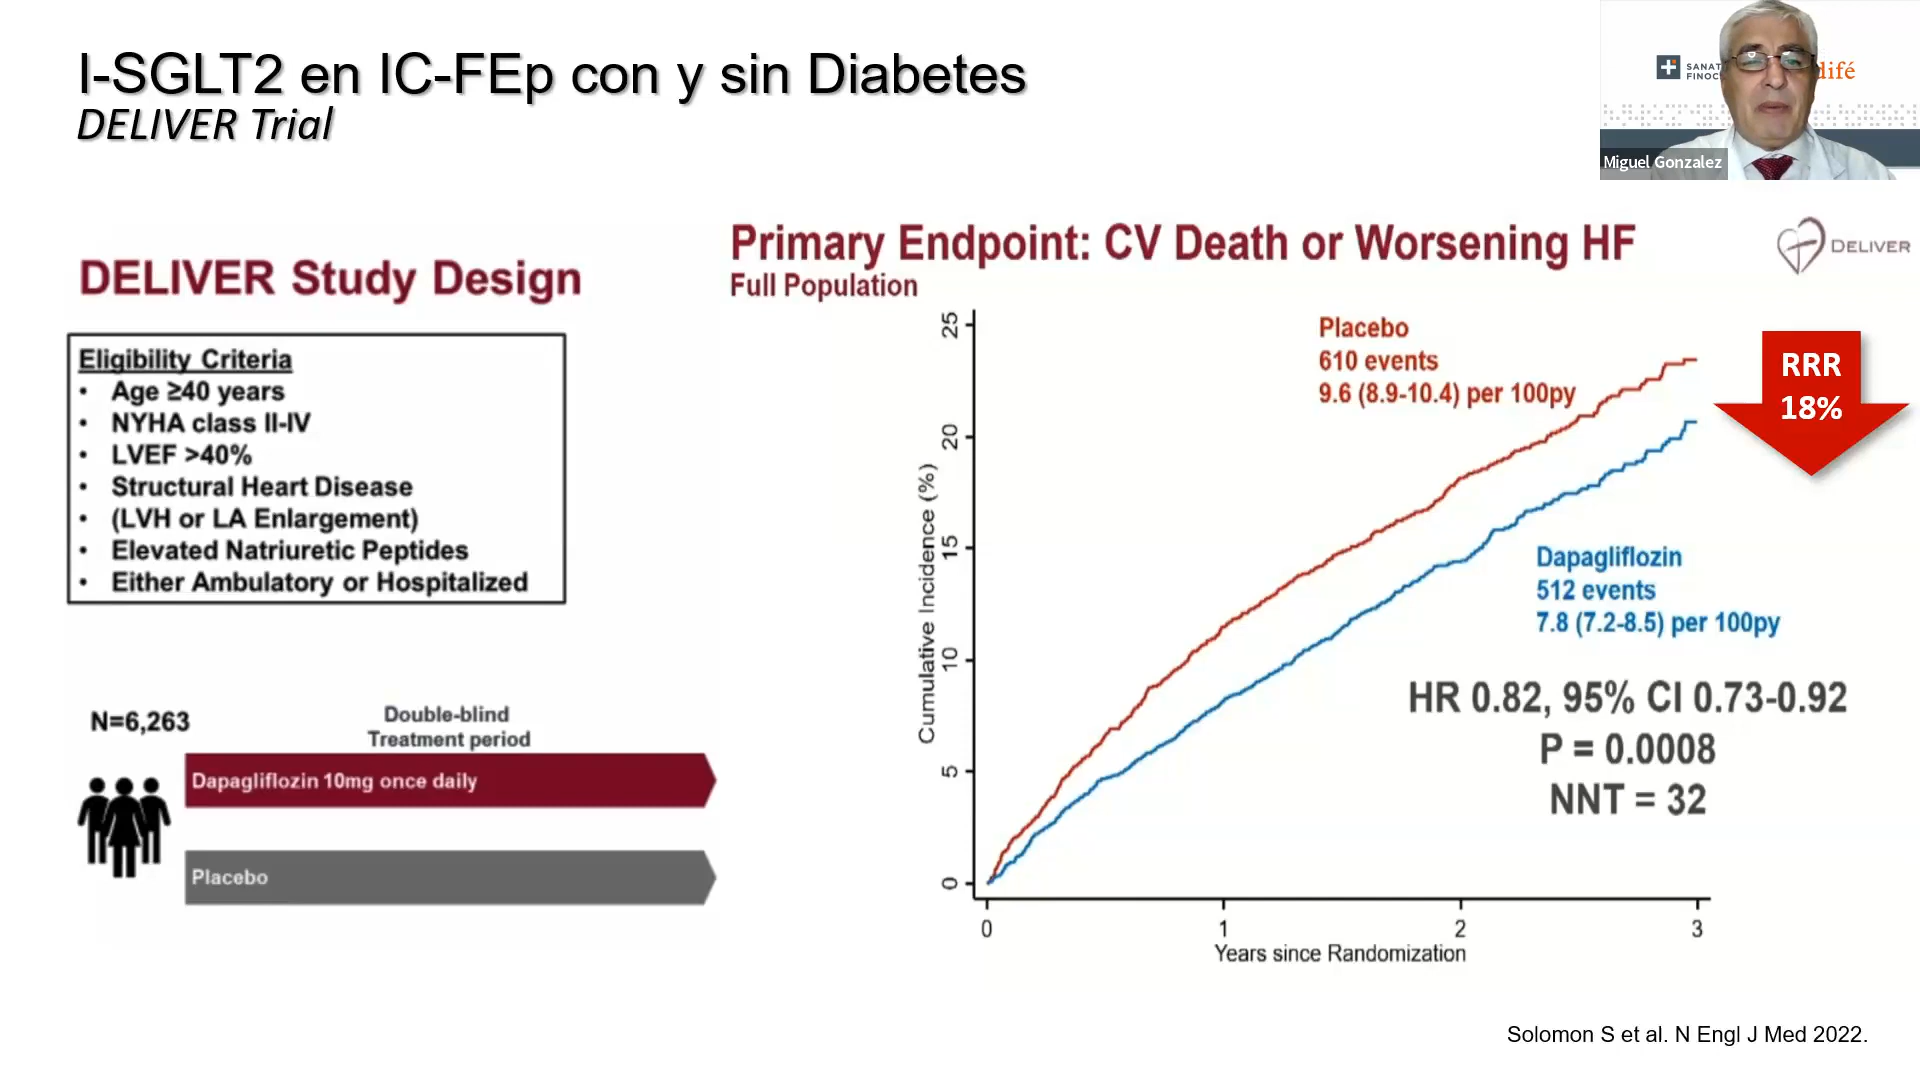 I-SGLT2 en IC-FEp con y sin Diabetes
DELIVER Trial
SANAT
FINOC
difé
Miguel Gonzalez
DELIVER Study Design
Eligibility Criteria
• Age ≥40 years
• NYHA class II-IV
• LVEF >40%
• Structural Heart Disease
• (LVH or LA Enlargement)
• Elevated Natriuretic Peptides
• Either Ambulatory or Hospitalized
N=6,263
Double-blind
Treatment period
Dapagliflozin 10mg once daily
Placebo
Primary Endpoint: CV Death or Worsening HF
Full Population
DELIVER
Placebo
610 events
9.6 (8.9-10.4) per 100py
RRR
18%
Dapagliflozin
512 events
7.8 (7.2-8.5) per 100py
HR 0.82, 95% CI 0.73-0.92
P = 0.0008
NNT = 32
Cumulative Incidence (%)
25
20
15
10
5
0
0 1 2 3
Years since Randomization
Solomon S et al. N Engl J Med 2022.